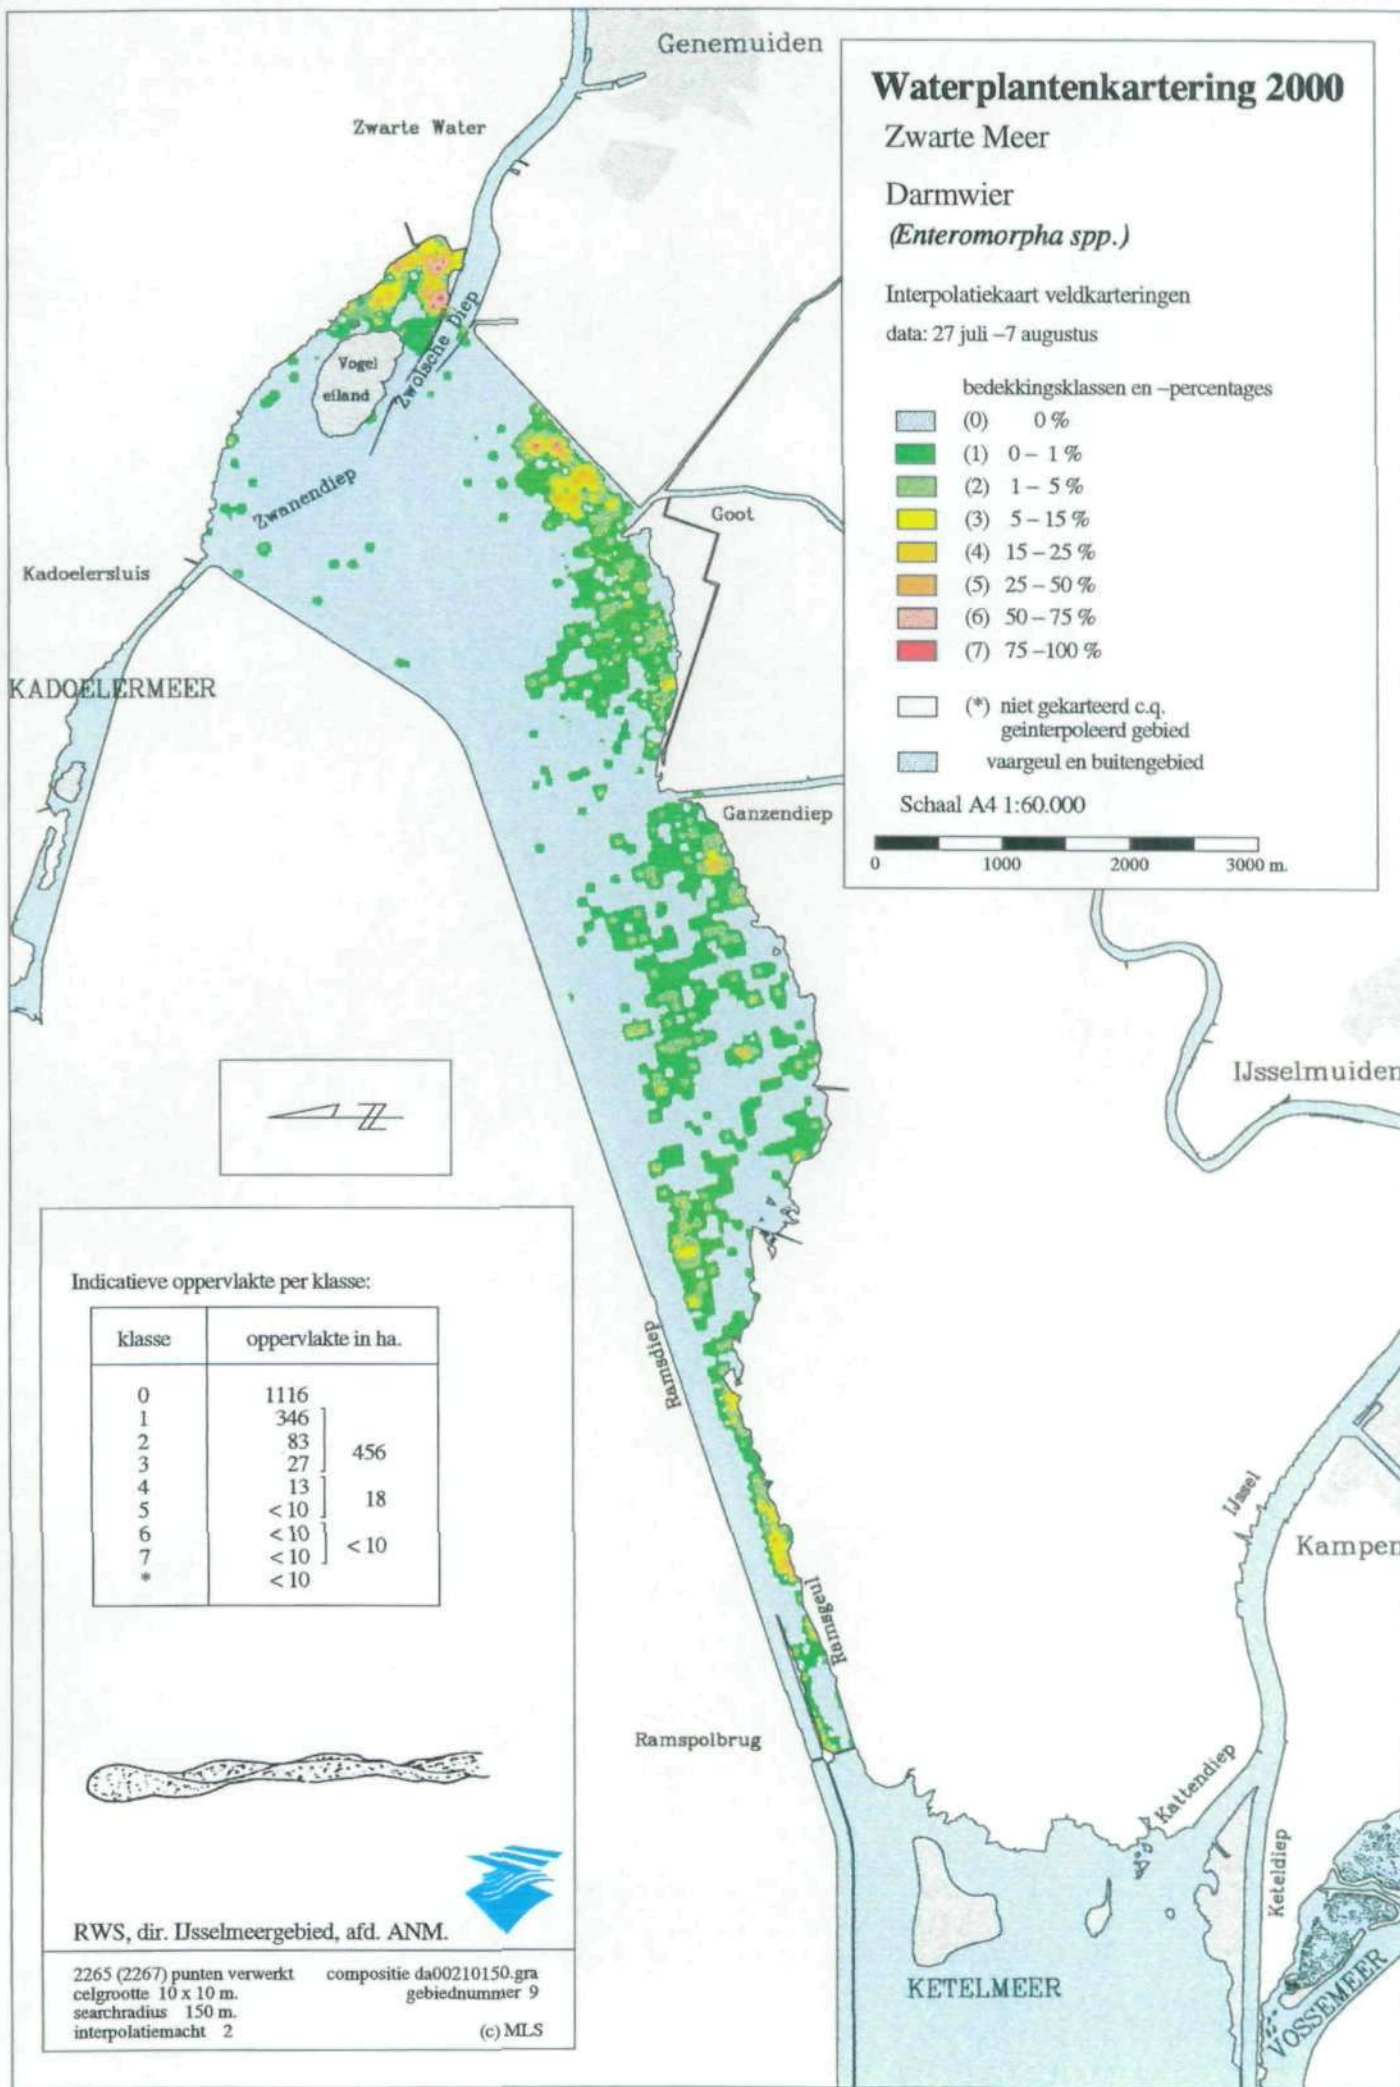 Genemuiden
Zwarte Water
Waterplantenkartering 2000
Zwarte Meer
Darmwier
(Enteromorpha spp.)
Interpolatiekaart veldkarteringen
data: 27 juli –7 augustus
bedekkingsklassen en –percentages
(0) 0 %
(1) 0 – 1 %
(2) 1 – 5 %
(3) 5 – 15 %
(4) 15 – 25 %
(5) 25 – 50 %
(6) 50 – 75 %
(7) 75 –100 %
(*) niet gekarteerd c.q.
geinterpoleerd gebied
vaargeul en buitengebied
Schaal A4 1:60.000
0 1000 2000 3000 m.
Zwolsche Diep
Vogel
eiland
Zwanendiep
Goot
Kadoelersluis
KADOELERMEER
Ganzendiep
IJsselmuiden
N
Ramsdiep
IJssel
Kampen
Ramsgeul
Ramspolbrug
Kattendiep
Keteldiep
KETELMEER
VOSSEMEER
Indicatieve oppervlakte per klasse:
klasse oppervlakte in ha.
0 1116
1 346
2 83 456
3 27
4 13 18
5 < 10
6 < 10 < 10
7 < 10
* < 10
RWS, dir. IJsselmeergebied, afd. ANM.
2265 (2267) punten verwerkt compositie da00210150.gra
celgrootte 10 x 10 m. gebiednummer 9
searchradius 150 m.
interpolatiemacht 2 (c) MLS